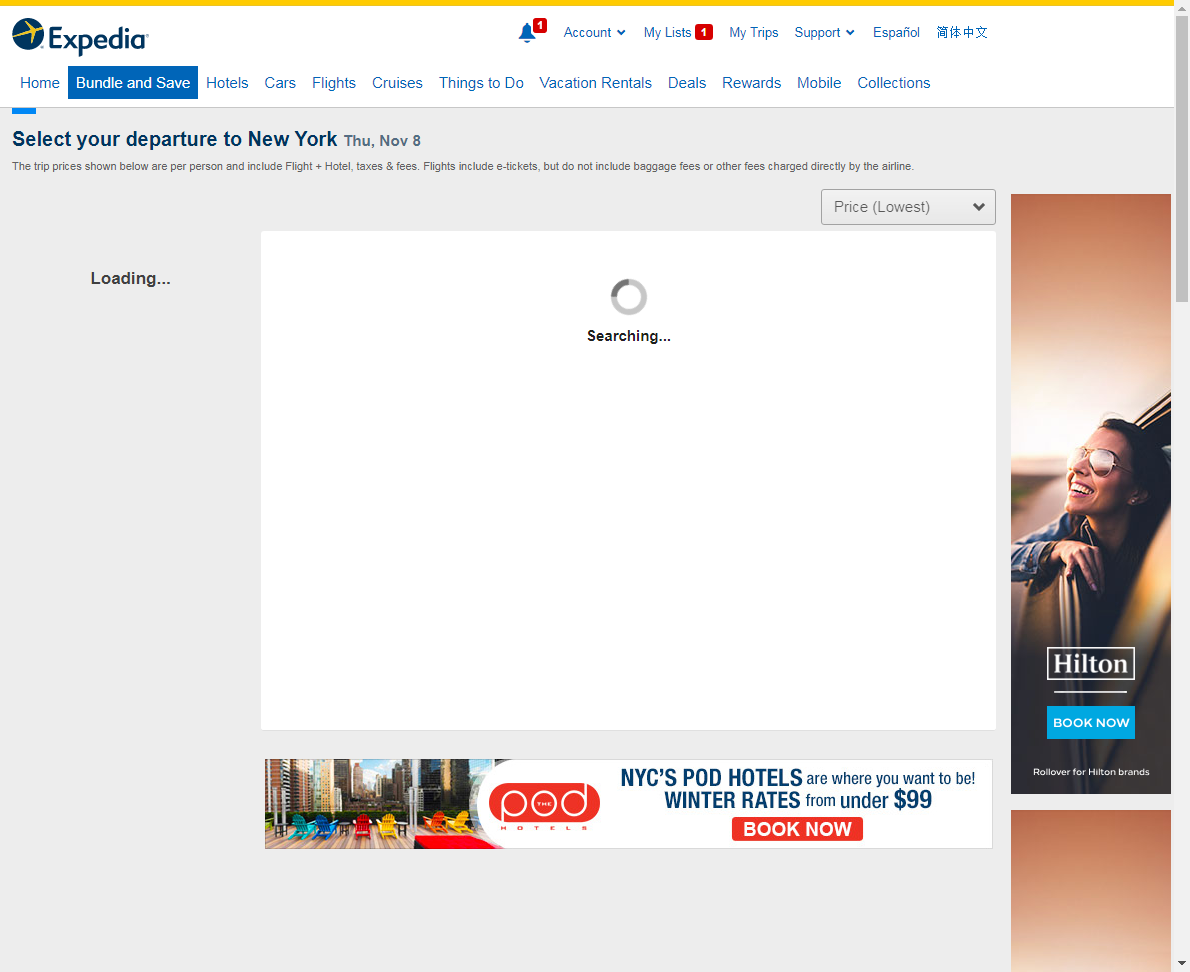 Expedia
1
Account
My Lists 1
My Trips
Support
Español
简体中文
Home
Bundle and Save
Hotels
Cars
Flights
Cruises
Things to Do
Vacation Rentals
Deals
Rewards
Mobile
Collections
Select your departure to New York Thu, Nov 8
The trip prices shown below are per person and include Flight + Hotel, taxes & fees. Flights include e-tickets, but do not include baggage fees or other fees charged directly by the airline.
Price (Lowest)
Loading...
Searching...
Hilton
BOOK NOW
Rollover for Hilton brands
THE
pod
HOTELS
NYC'S POD HOTELS are where you want to be!
WINTER RATES from under $99
BOOK NOW